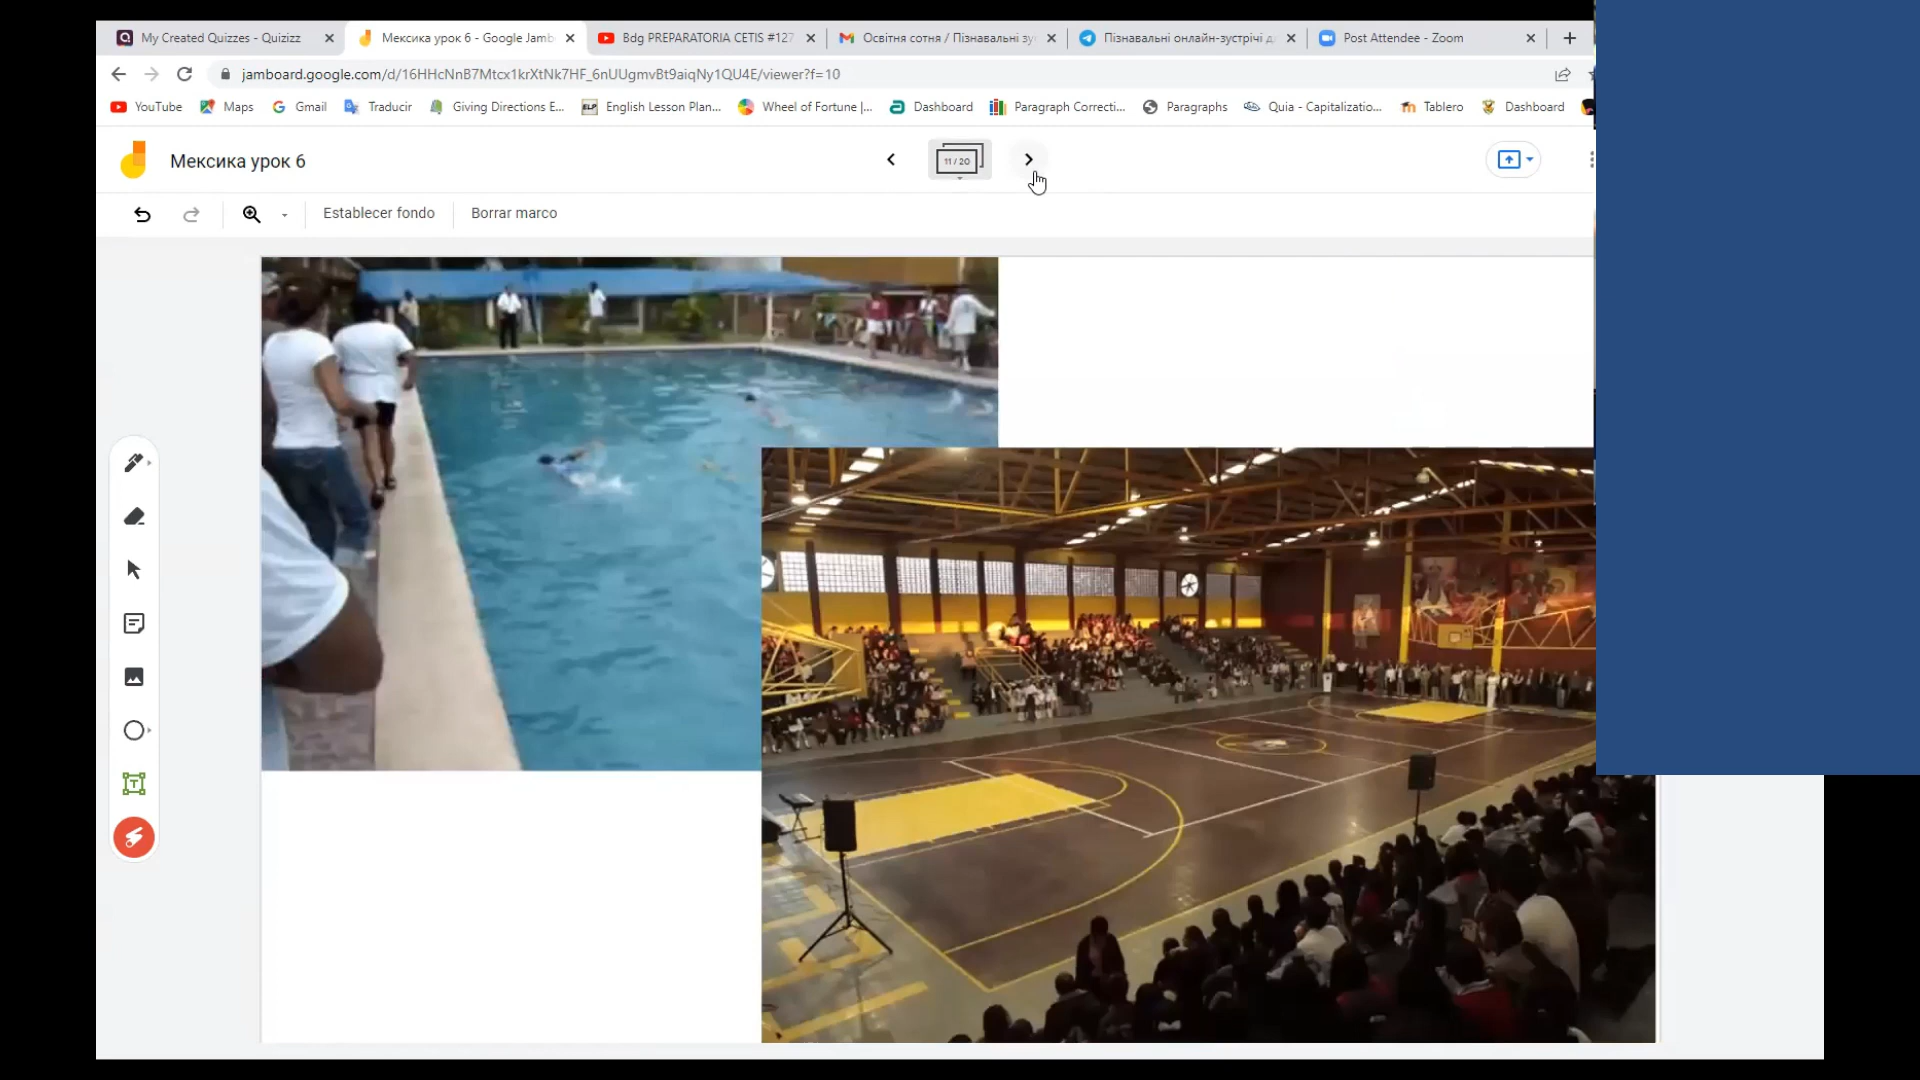 My Created Quizzes - Quizizz
Мексика урок 6 - Google Jamb
Bdg PREPARATORIA CETIS #127
Освітня сотня / Пізнавальні зу
Пізнавальні онлайн-зустрічі д
Post Attendee - Zoom
jamboard.google.com/d/16HHcNnB7Mtcx1krXtNk7HF_6nUUgmvBt9aiqNy1QU4E/viewer?f=10
YouTube
Maps
Gmail
Traducir
Giving Directions E...
ELP
English Lesson Plan...
Wheel of Fortune |...
Dashboard
Paragraph Correcti...
Paragraphs
Quia - Capitalizatio...
Tablero
Dashboard
Мексика урок 6
11 / 20
Establecer fondo
Borrar marco